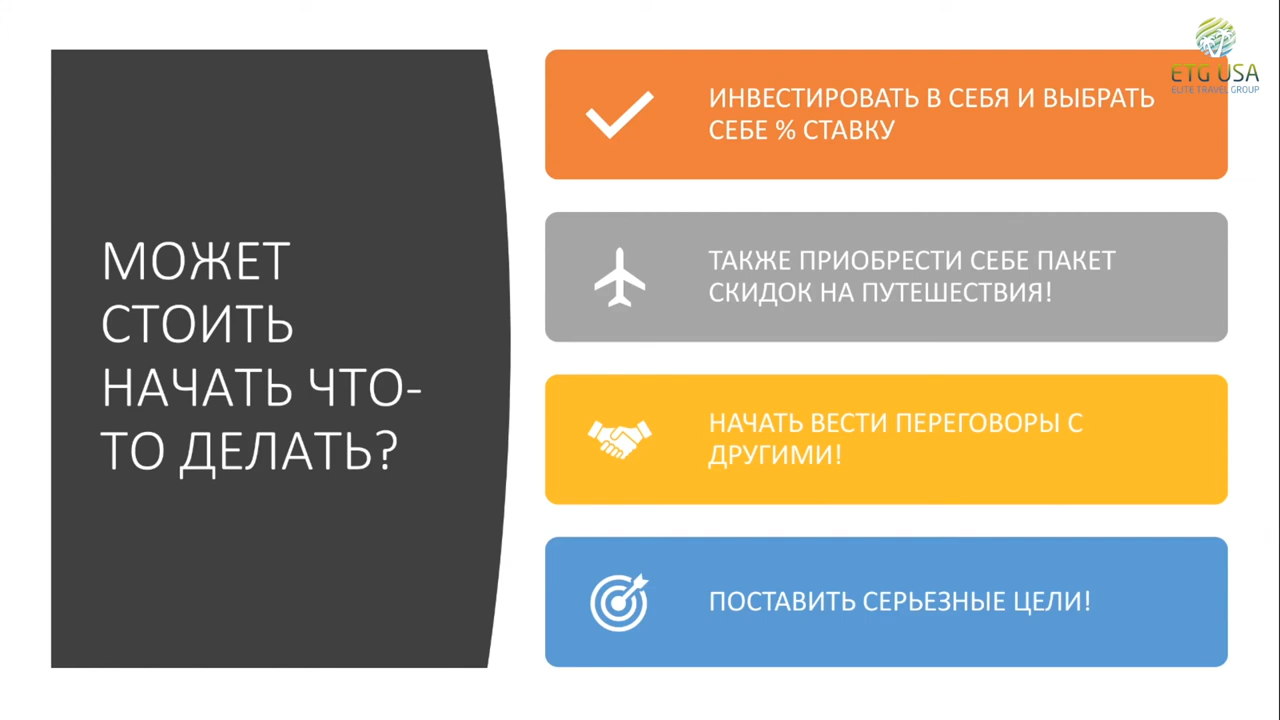 МОЖЕТ
СТОИТЬ
НАЧАТЬ ЧТО-
ТО ДЕЛАТЬ?
ИНВЕСТИРОВАТЬ В СЕБЯ И ВЫБРАТЬ
СЕБЕ % СТАВКУ
ТАКЖЕ ПРИОБРЕСТИ СЕБЕ ПАКЕТ
СКИДОК НА ПУТЕШЕСТВИЯ!
НАЧАТЬ ВЕСТИ ПЕРЕГОВОРЫ С
ДРУГИМИ!
ПОСТАВИТЬ СЕРЬЕЗНЫЕ ЦЕЛИ!
ETG USA
ELITE TRAVEL GROUP